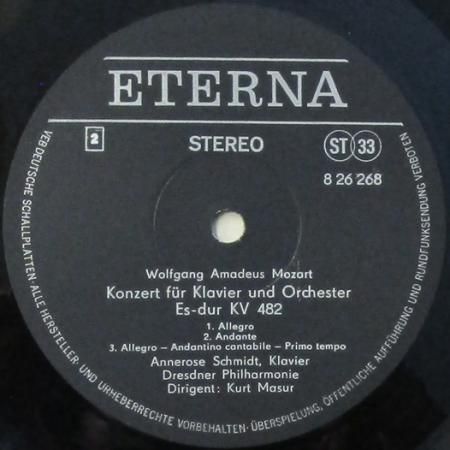 ETERNA
2
STEREO
ST 33
8 26 268
Wolfgang Amadeus Mozart
Konzert für Klavier und Orchester
Es-dur KV 482
1. Allegro
2. Andante
3. Allegro – Andantino cantabile – Primo tempo
Annerose Schmidt, Klavier
Dresdner Philharmonie
Dirigent: Kurt Masur
VEB DEUTSCHE SCHALLPLATTEN · ALLE HERSTELLER- UND URHEBERRECHTE VORBEHALTEN · ÜBERSPIELUNG, ÖFFENTLICHE AUFFÜHRUNG UND RUNDFUNKSENDUNG VERBOTEN